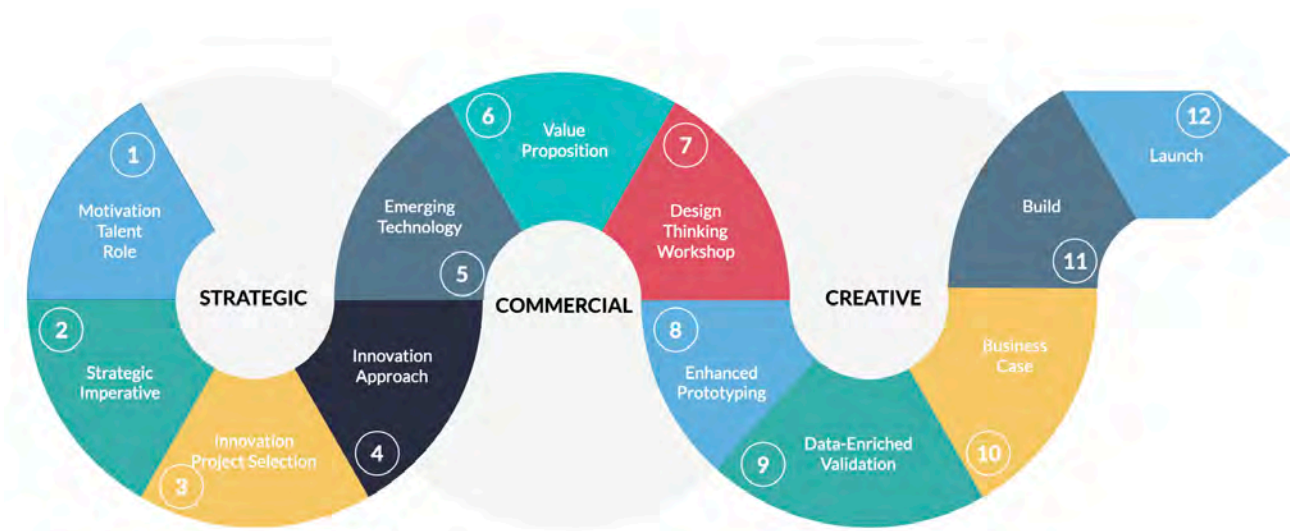 1
Motivation
Talent
Role
2
Strategic
Imperative
Innovation
Project Selection
3
STRATEGIC
Innovation
Approach
4
Emerging
Technology
5
6
Value
Proposition
COMMERCIAL
7
Design
Thinking
Workshop
8
Enhanced
Prototyping
9
Data-Enriched
Validation
CREATIVE
Business
Case
10
Build
11
12
Launch